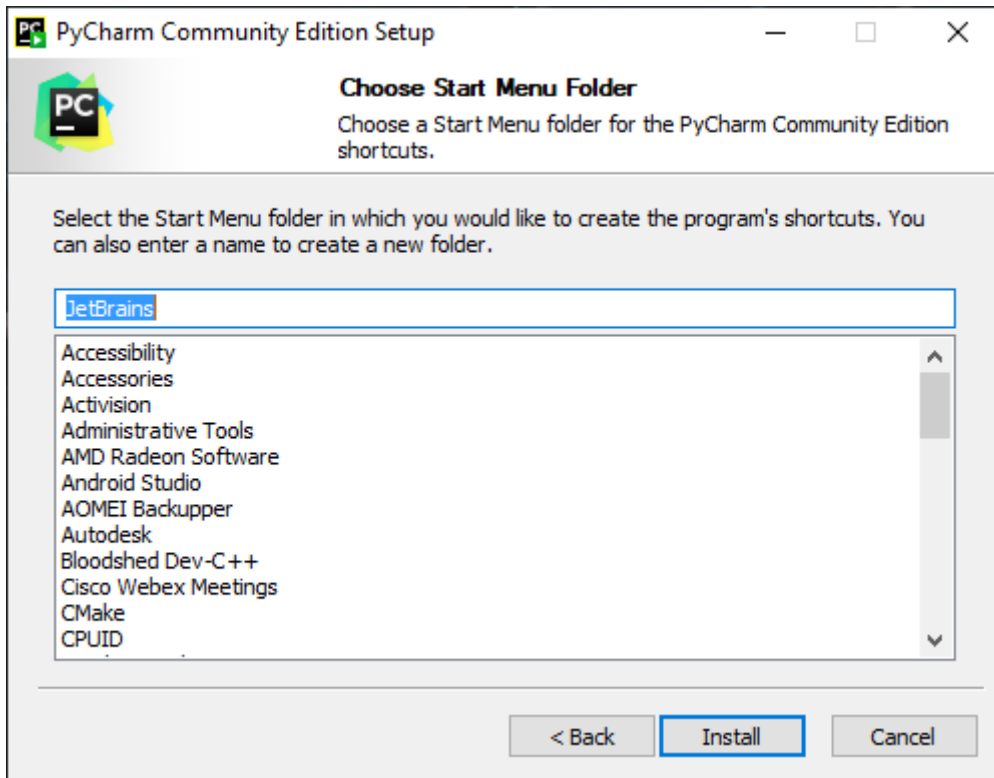 PyCharm Community Edition Setup
PC
Choose Start Menu Folder
Choose a Start Menu folder for the PyCharm Community Edition
shortcuts.
Select the Start Menu folder in which you would like to create the program's shortcuts. You
can also enter a name to create a new folder.
JetBrains
Accessibility
Accessories
Activision
Administrative Tools
AMD Radeon Software
Android Studio
AOMEI Backupper
Autodesk
Bloodshed Dev-C++
Cisco Webex Meetings
CMake
CPUID
< Back
Install
Cancel